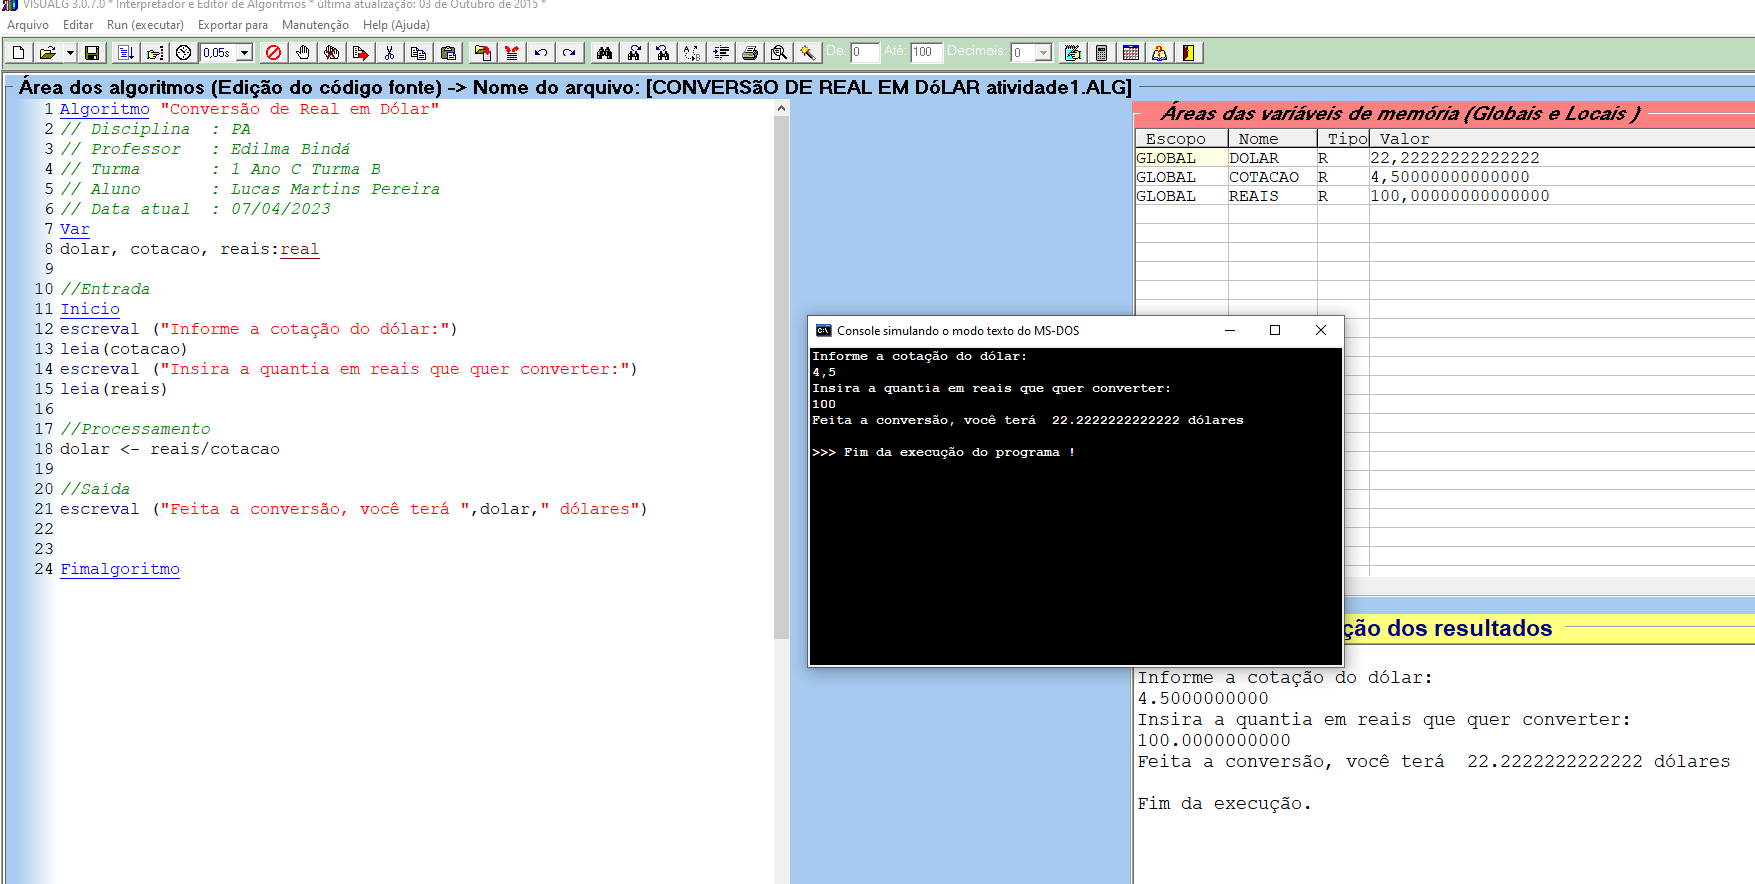 VISUALG 3.0.7.0 * Interpretador e Editor de Algoritmos * última atualização: 03 de Outubro de 2015 *
Arquivo Editar Run (executar) Exportar para Manutenção Help (Ajuda)
0,05s De: 0 Até: 100 Decimais: 0
Área dos algoritmos (Edição do código fonte) -> Nome do arquivo: [CONVERSãO DE REAL EM DóLAR atividade1.ALG]
1 Algoritmo "Conversão de Real em Dólar"
2 // Disciplina : PA
3 // Professor : Edilma Bindá
4 // Turma : 1 Ano C Turma B
5 // Aluno : Lucas Martins Pereira
6 // Data atual : 07/04/2023
7 Var
8 dolar, cotacao, reais:real
9
10 //Entrada
11 Inicio
12 escreval ("Informe a cotação do dólar:")
13 leia(cotacao)
14 escreval ("Insira a quantia em reais que quer converter:")
15 leia(reais)
16
17 //Processamento
18 dolar <- reais/cotacao
19
20 //Saída
21 escreval ("Feita a conversão, você terá ",dolar," dólares")
22
23
24 Fimalgoritmo
Áreas das variáveis de memória (Globais e Locais )
Escopo Nome Tipo Valor
GLOBAL DOLAR R 22,22222222222222
GLOBAL COTACAO R 4,50000000000000
GLOBAL REAIS R 100,00000000000000
Console simulando o modo texto do MS-DOS
Informe a cotação do dólar:
4,5
Insira a quantia em reais que quer converter:
100
Feita a conversão, você terá 22.2222222222222 dólares
>>> Fim da execução do programa !
ção dos resultados
Informe a cotação do dólar:
4.5000000000
Insira a quantia em reais que quer converter:
100.0000000000
Feita a conversão, você terá 22.2222222222222 dólares
Fim da execução.